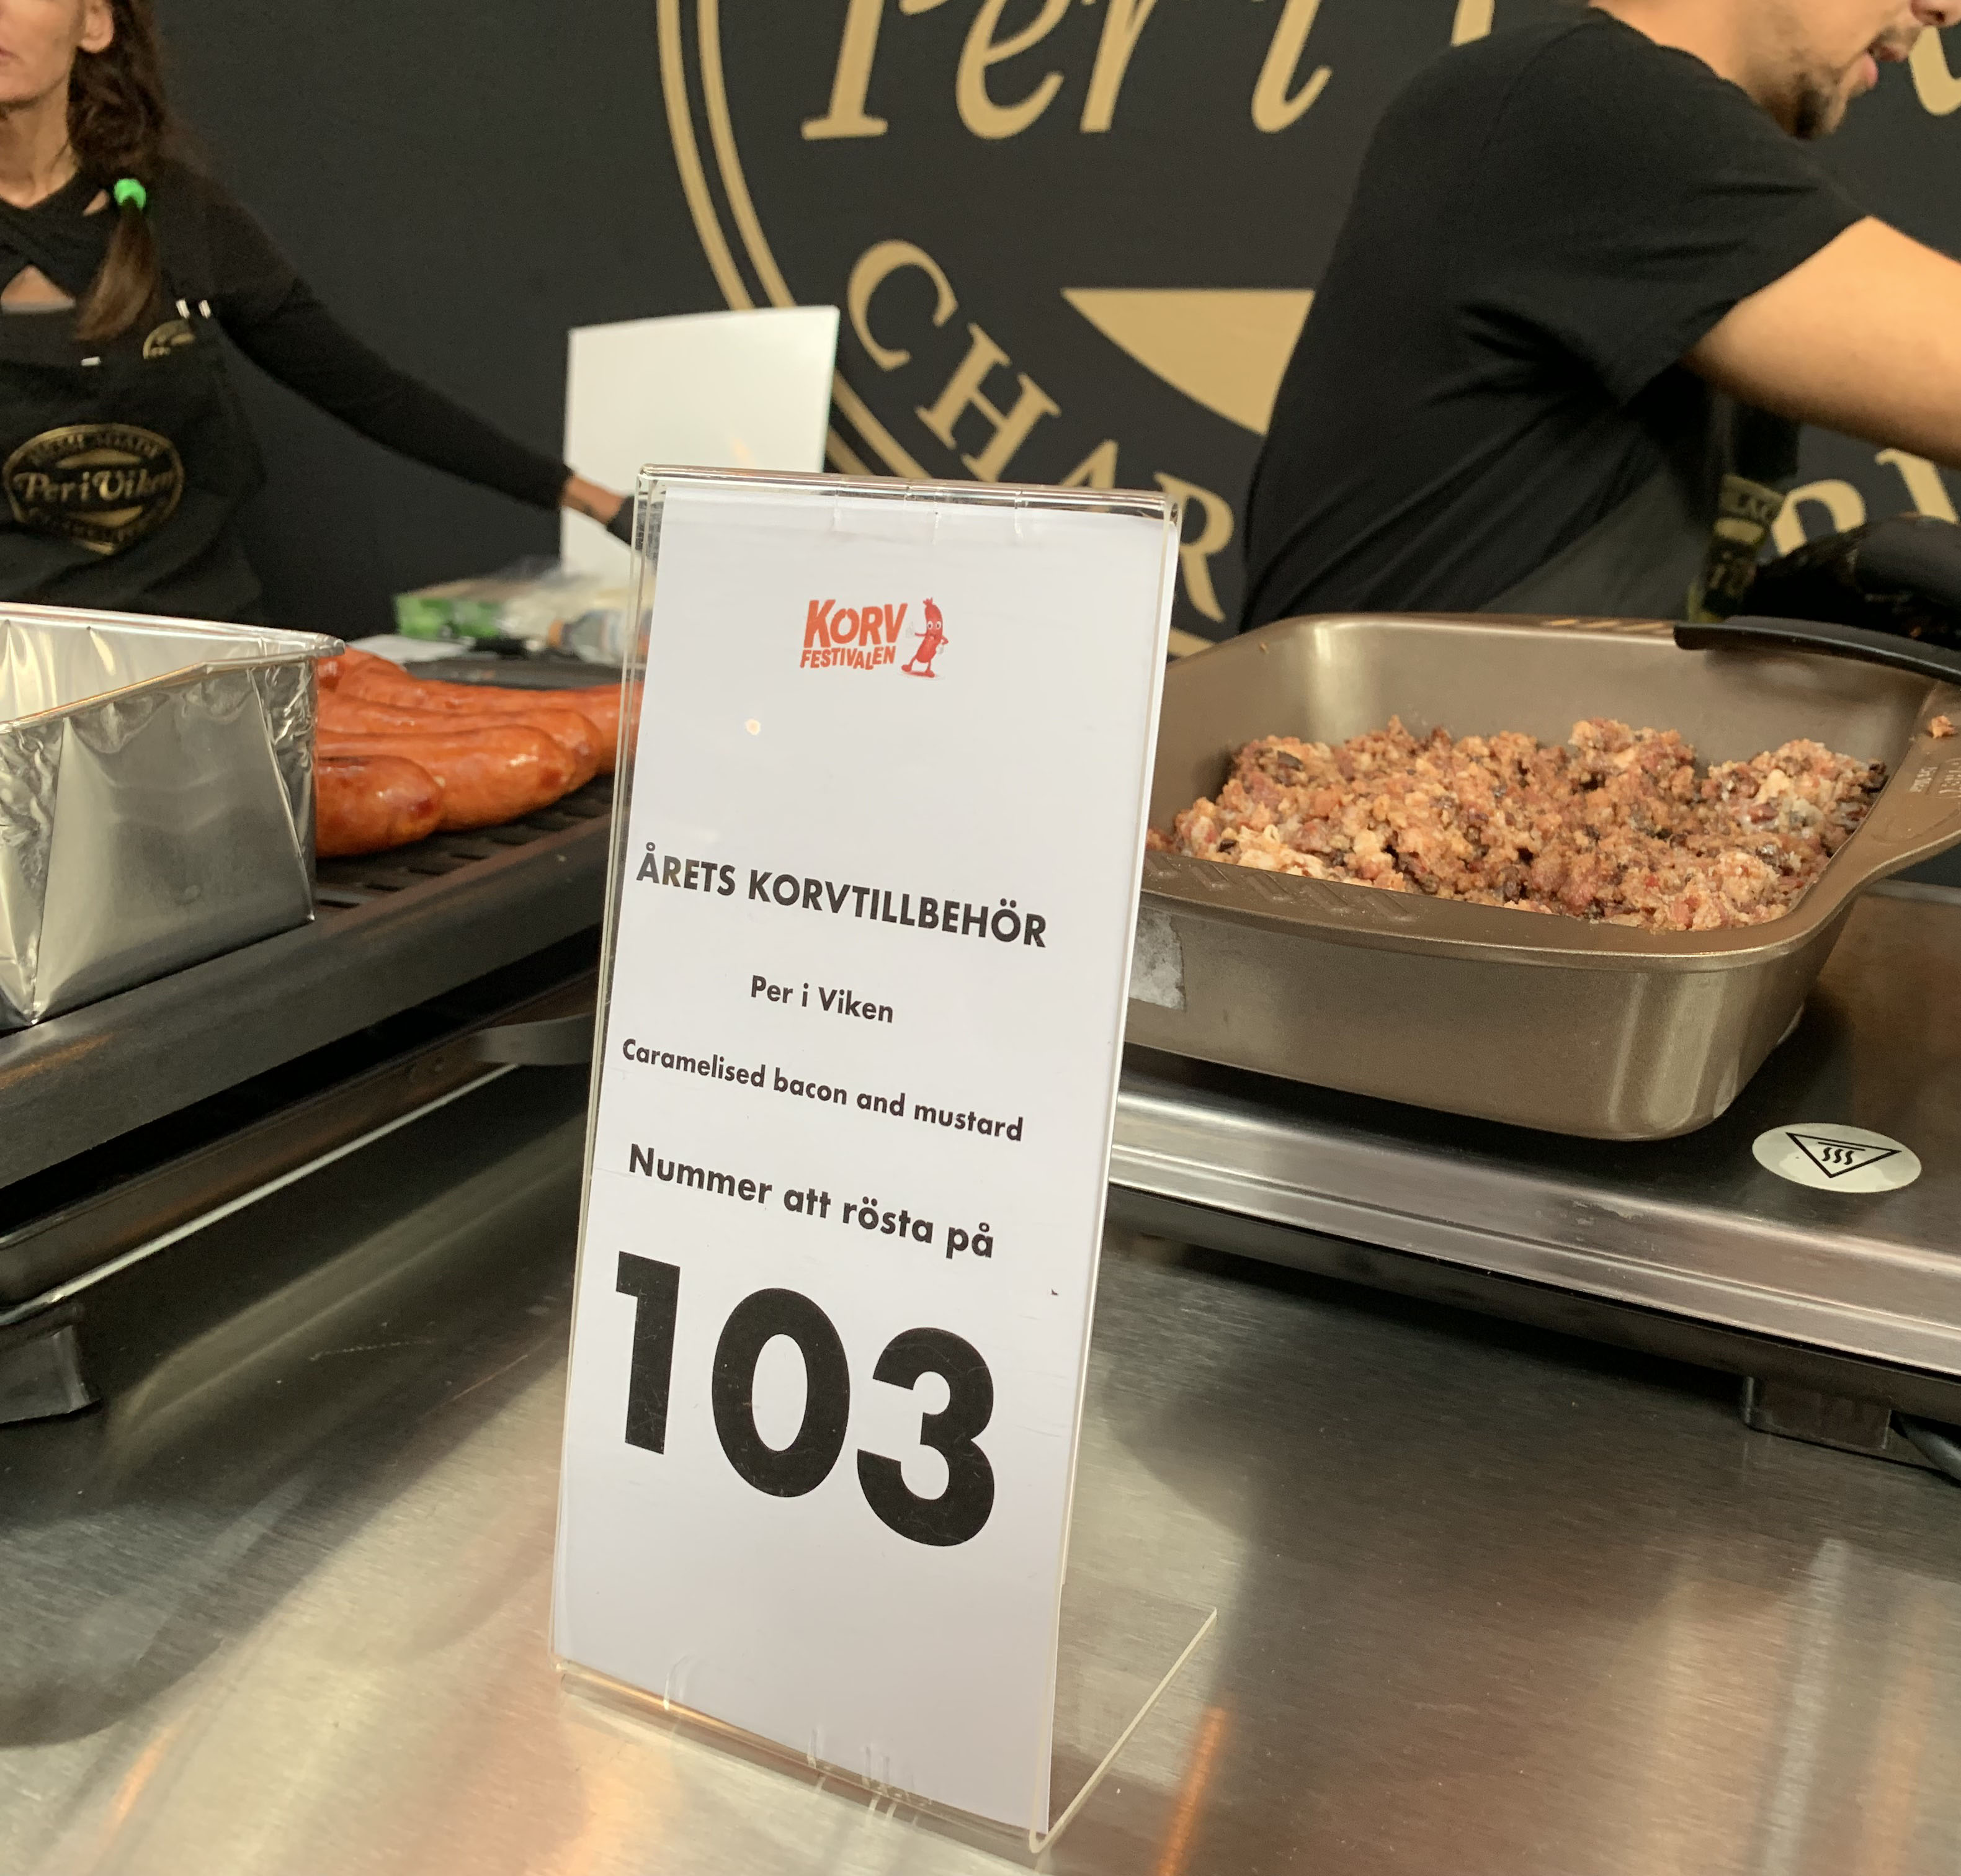 Per i
CHAR
Per i Viken
KORV
FESTIVALEN
ÅRETS KORVTILLBEHÖR
Per i Viken
Caramelised bacon and mustard
Nummer att rösta på
103